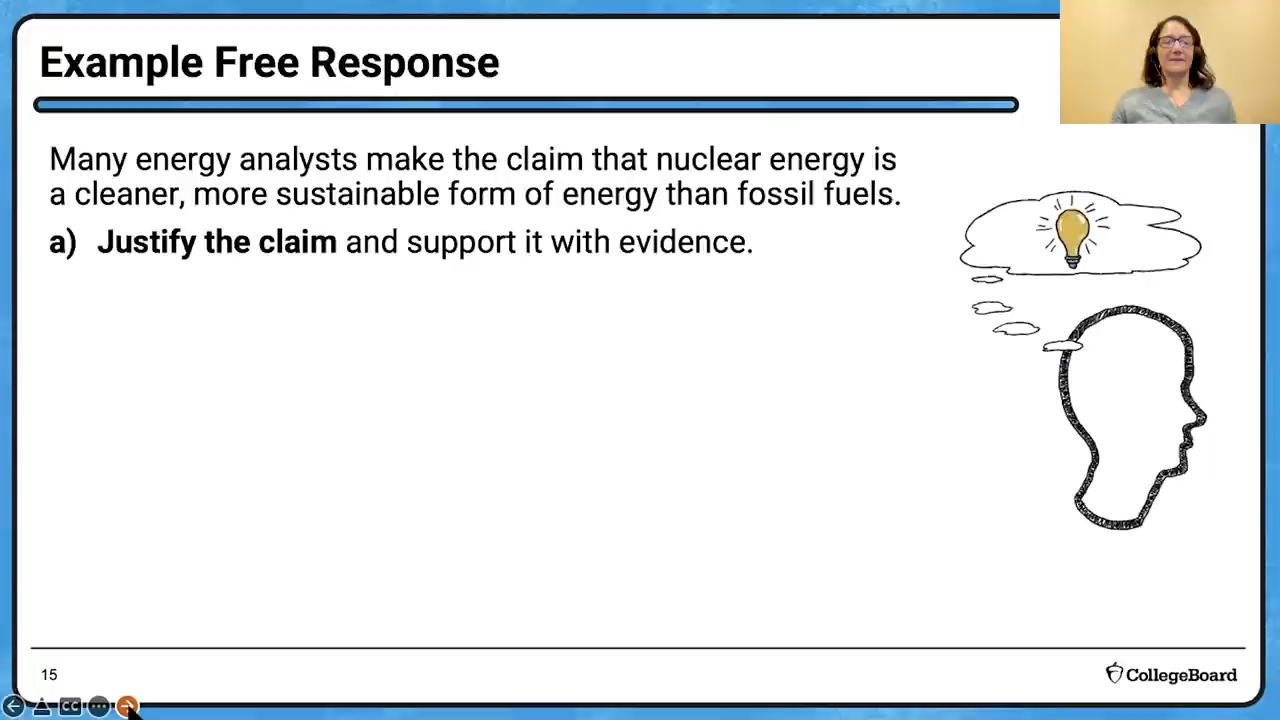 Example Free Response
Many energy analysts make the claim that nuclear energy is
a cleaner, more sustainable form of energy than fossil fuels.
a) Justify the claim and support it with evidence.
15
CollegeBoard
CC